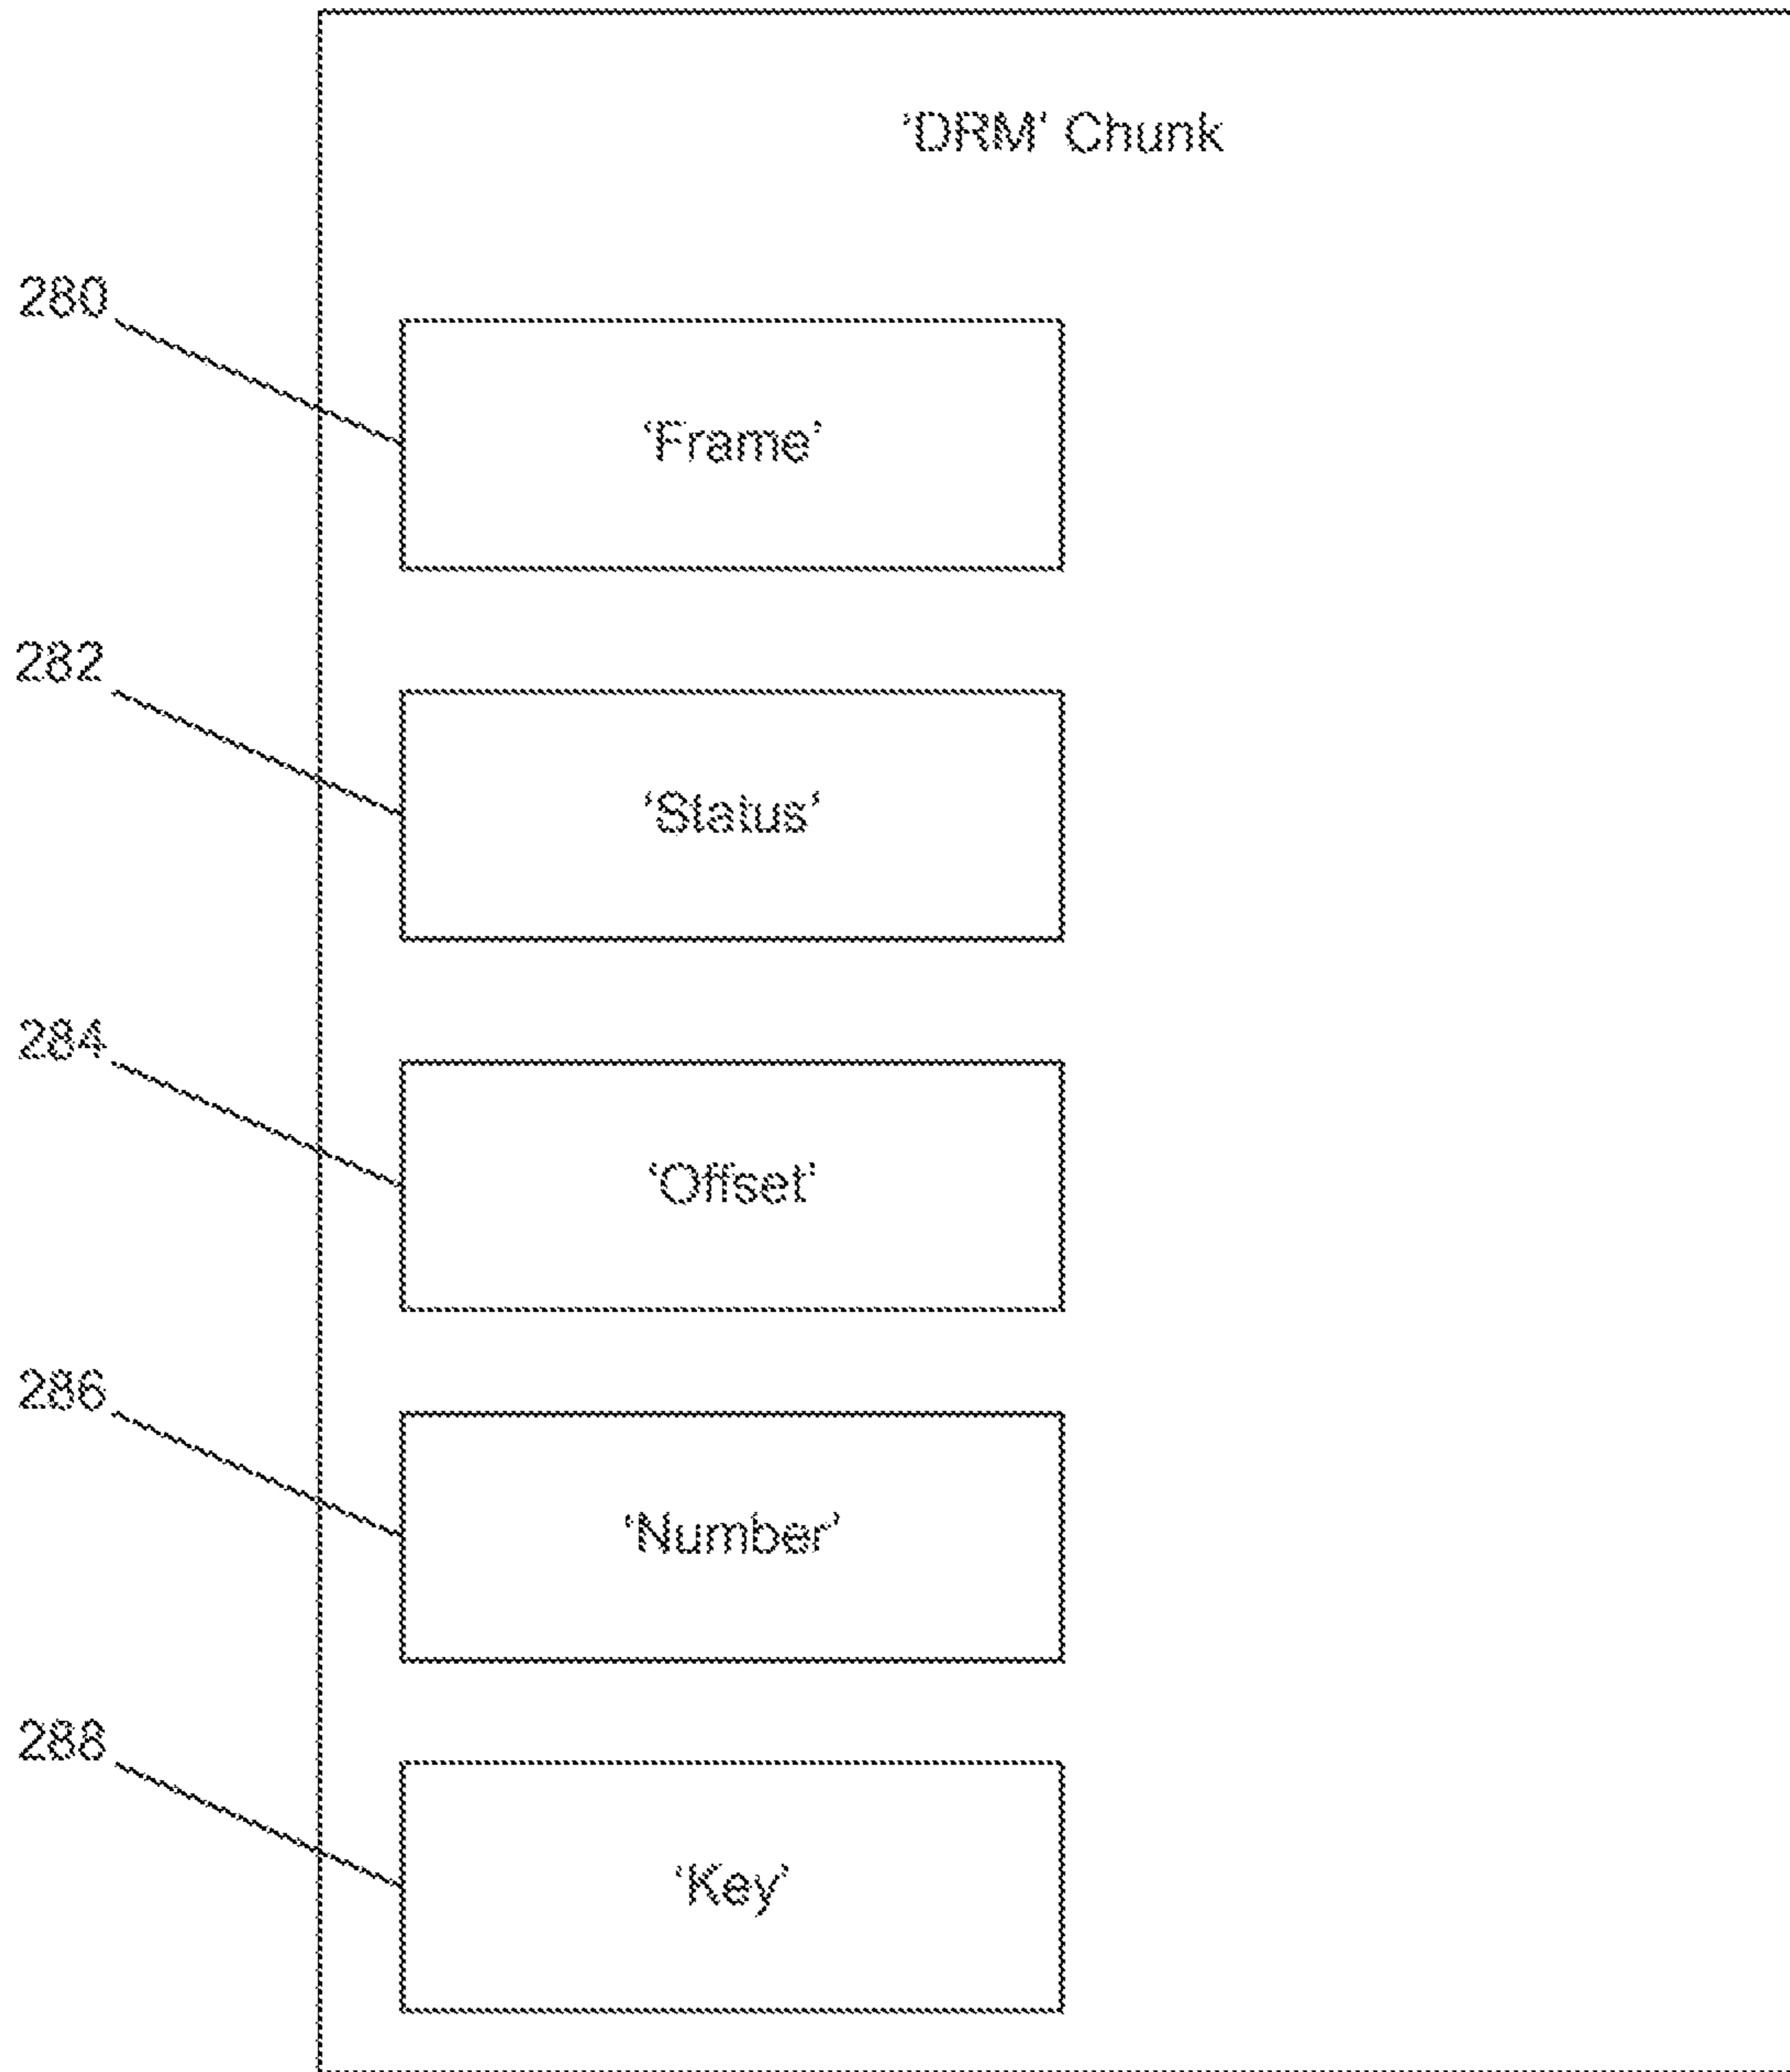 ‘DRM’ Chunk
280
‘Frame’
282
‘Status’
284
‘Offset’
286
‘Number’
288
‘Key’